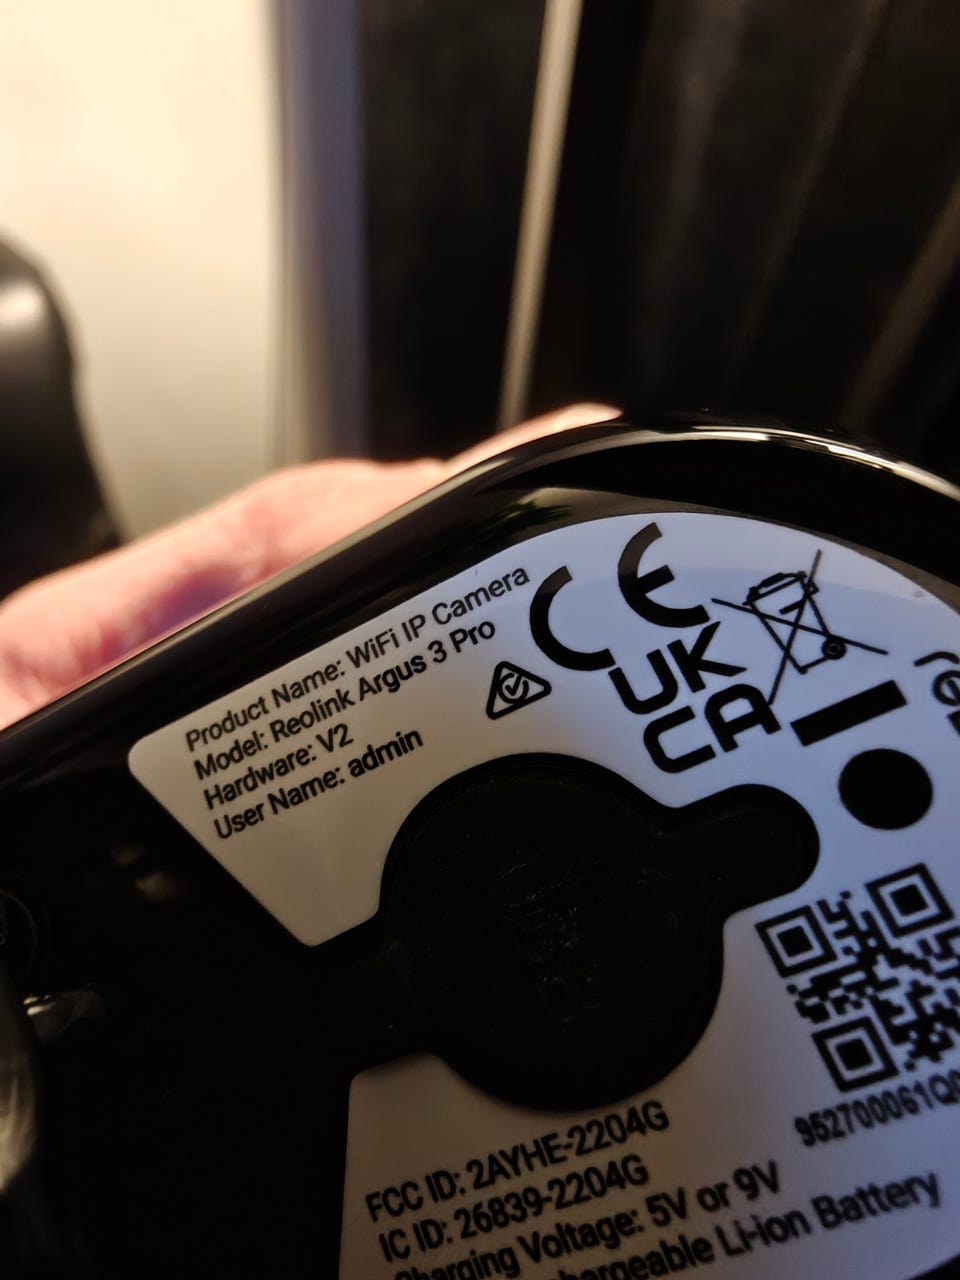 Product Name: WiFi IP Camera
Model: Reolink Argus 3 Pro
Hardware: V2
User Name: admin
CE
UK
CA
952700061Q
FCC ID: 2AYHE-2204G
IC ID: 26839-2204G
Charging Voltage: 5V or 9V
Li-ion Battery